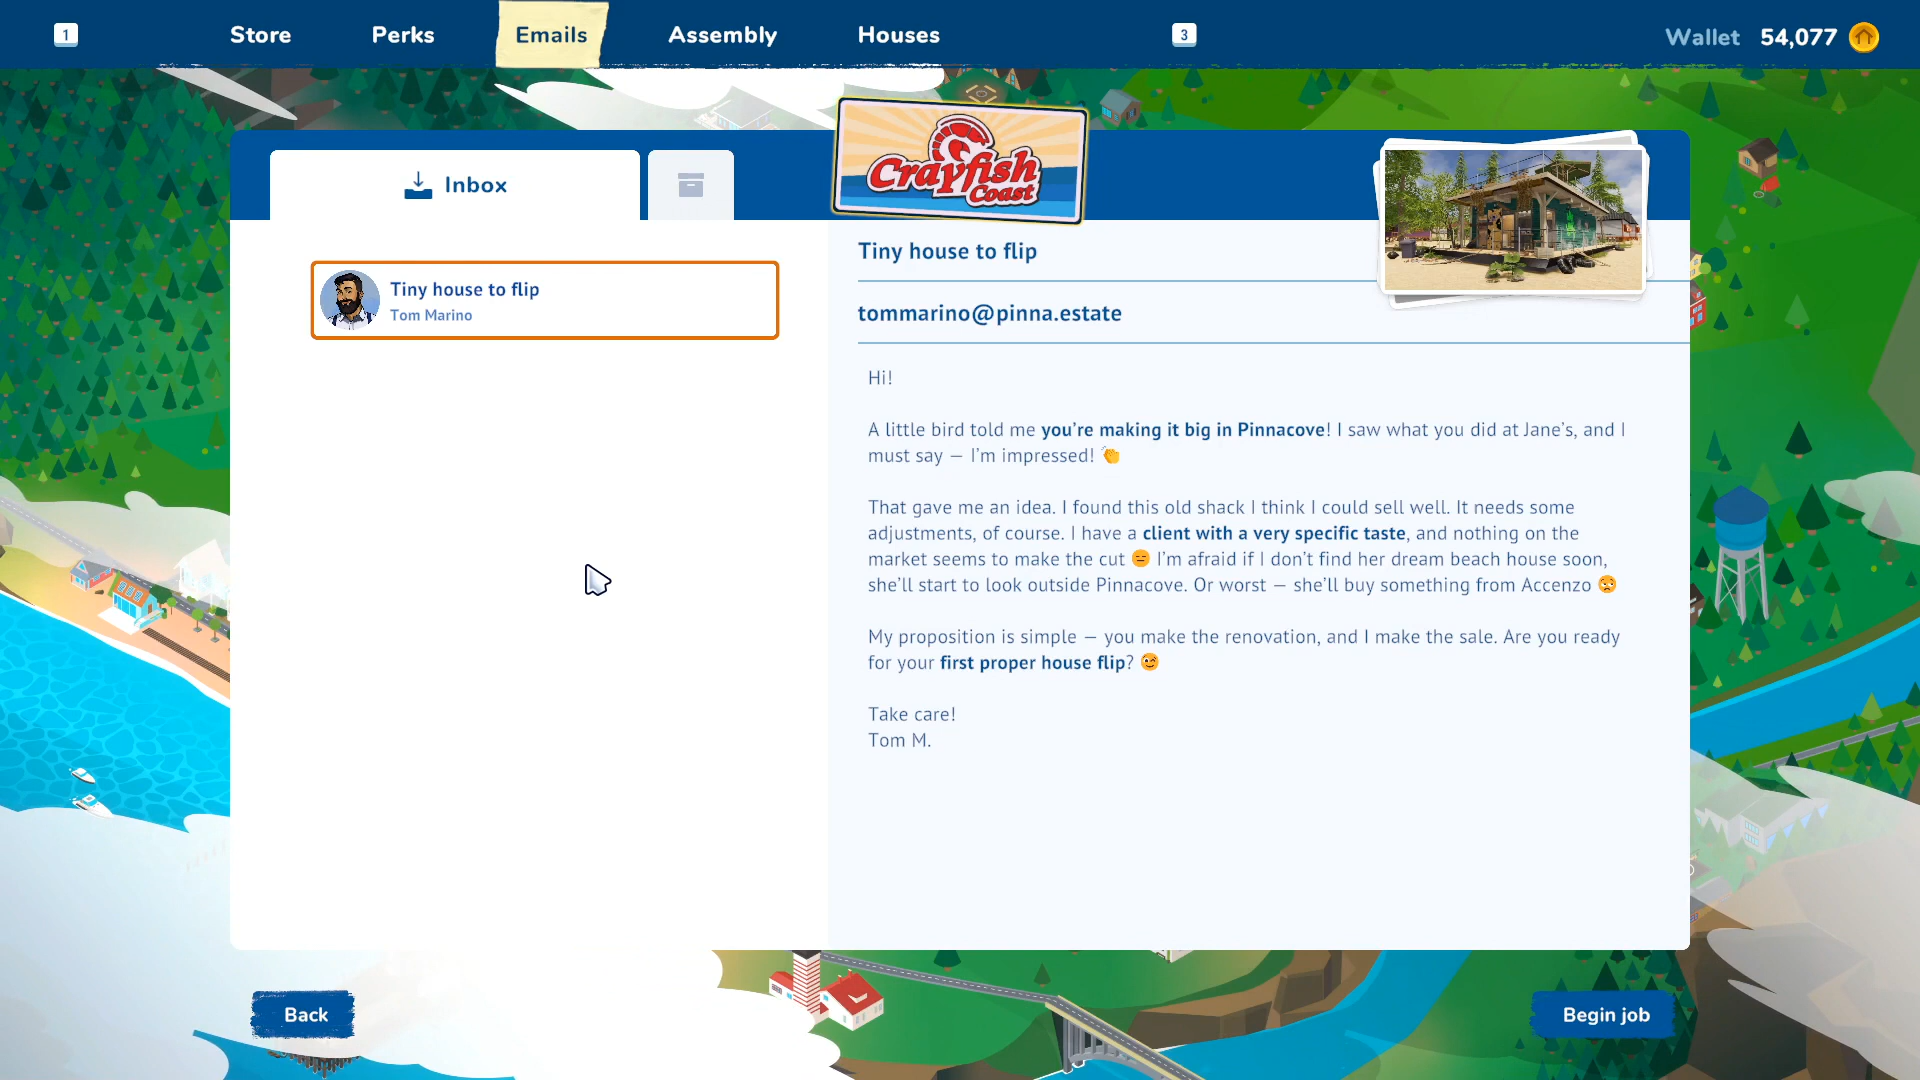 1 Store Perks Emails Assembly Houses 3 Wallet 54,077
Inbox
Crayfish
Coast
Tiny house to flip
Tom Marino
Tiny house to flip
tommarino@pinna.estate
Hi!
A little bird told me you're making it big in Pinnacove! I saw what you did at Jane's, and I
must say — I'm impressed! 👏
That gave me an idea. I found this old shack I think I could sell well. It needs some
adjustments, of course. I have a client with a very specific taste, and nothing on the
market seems to make the cut 😑 I'm afraid if I don't find her dream beach house soon,
she'll start to look outside Pinnacove. Or worst — she'll buy something from Accenzo 😟
My proposition is simple — you make the renovation, and I make the sale. Are you ready
for your first proper house flip? 😉
Take care!
Tom M.
Back
Begin job